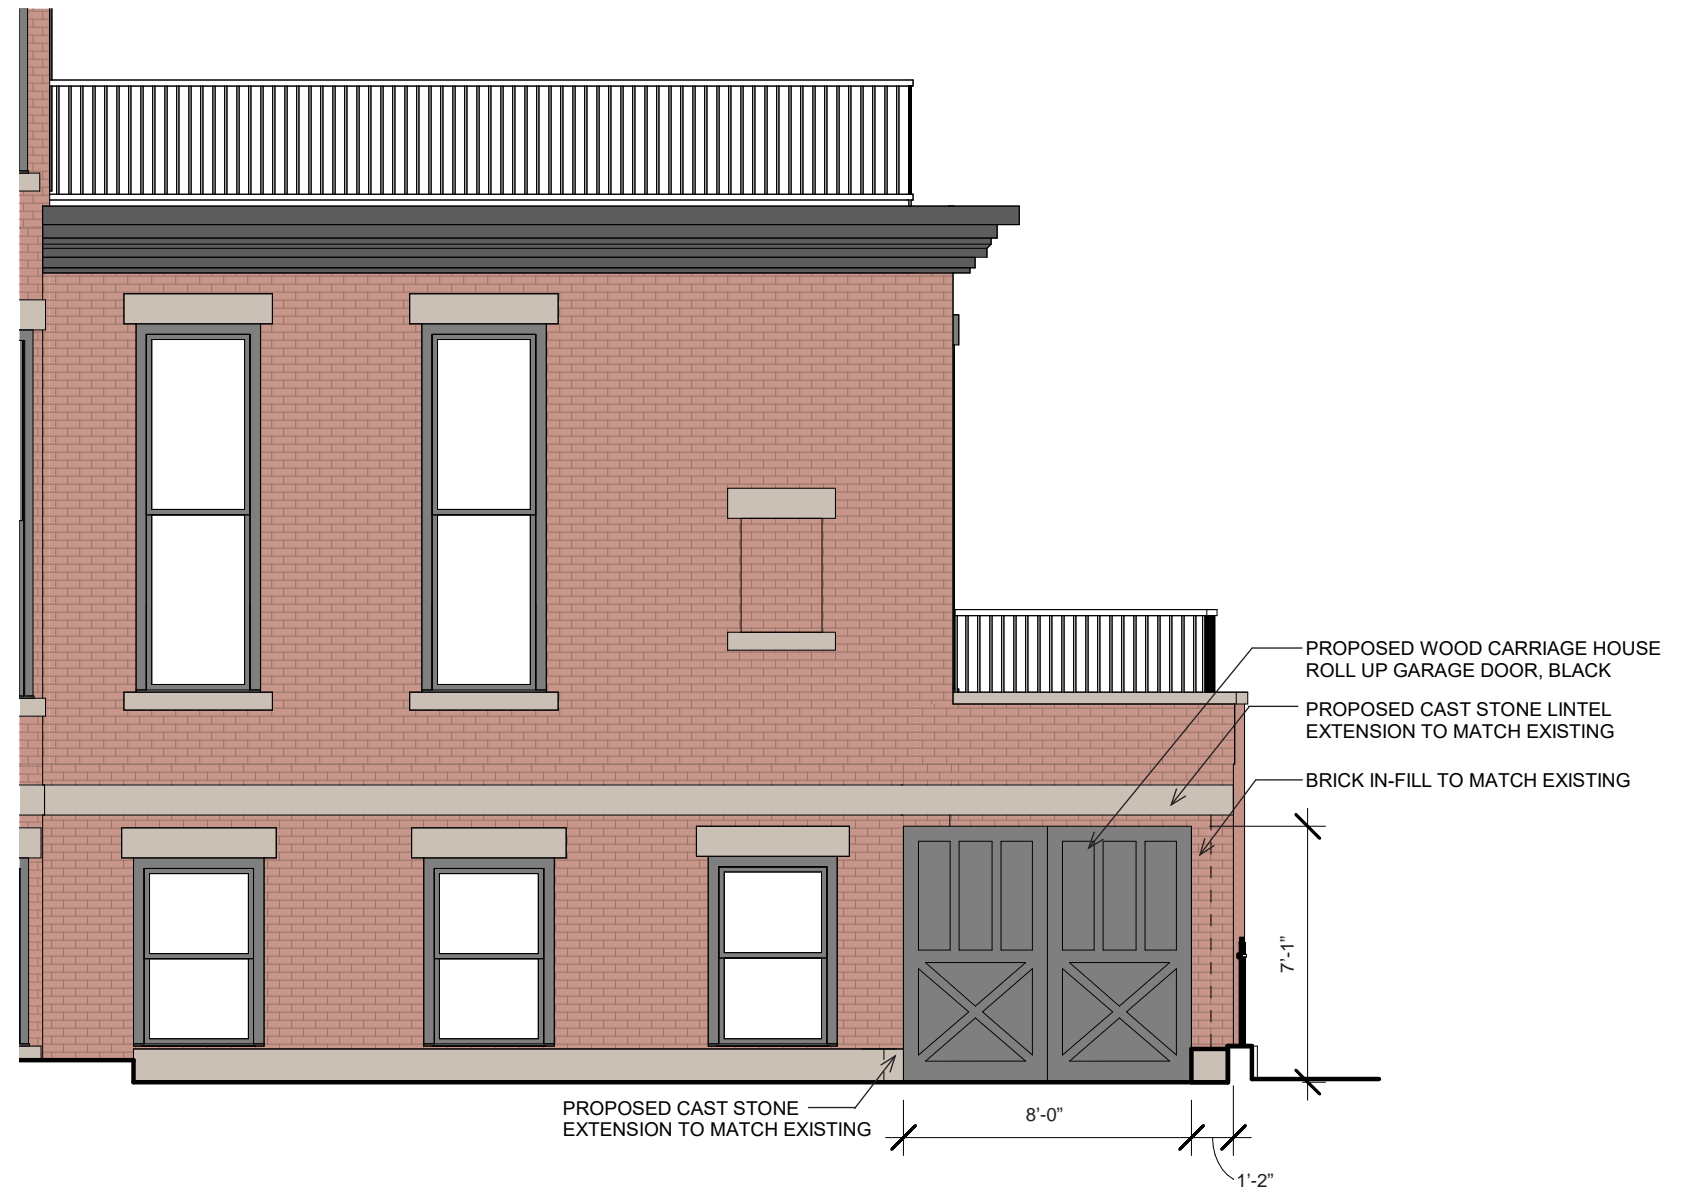 PROPOSED WOOD CARRIAGE HOUSE
ROLL UP GARAGE DOOR, BLACK
PROPOSED CAST STONE LINTEL
EXTENSION TO MATCH EXISTING
BRICK IN-FILL TO MATCH EXISTING
7'-1"
PROPOSED CAST STONE
EXTENSION TO MATCH EXISTING
8'-0"
1'-2"